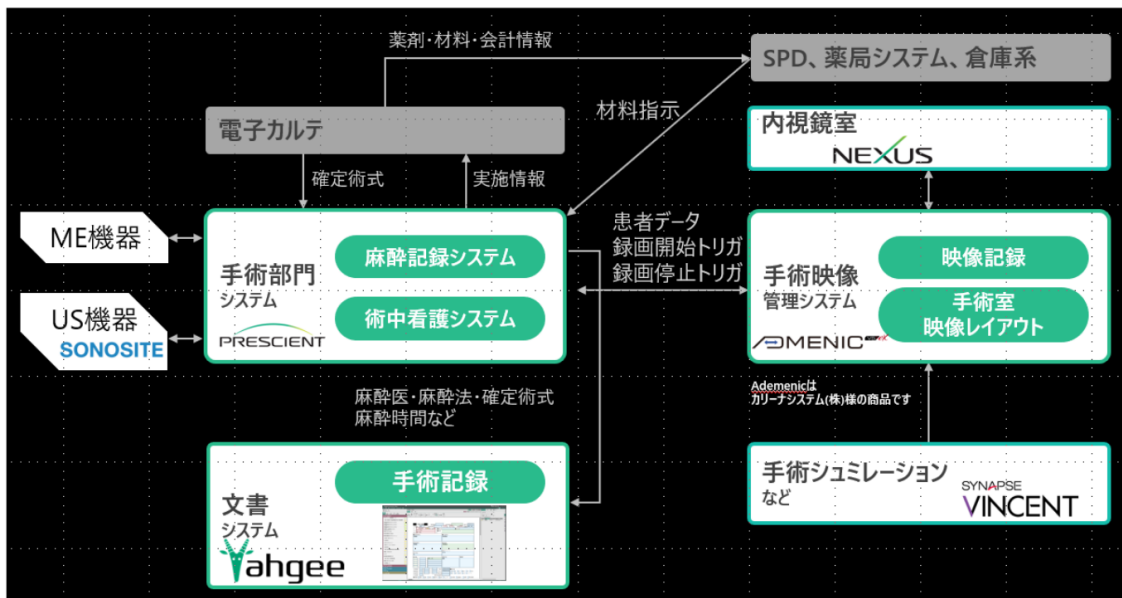 薬剤・材料・会計情報
SPD、薬局システム、倉庫系
材料指示
電子カルテ
内視鏡室
NEXUS
確定術式
実施情報
ME機器
US機器
SONOSITE
手術部門
システム
PRESCIENT
麻酔記録システム
術中看護システム
患者データ
録画開始トリガ
録画停止トリガ
手術映像
管理システム
ADMENIC
映像記録
手術室
映像レイアウト
Ademenicは
カリーナシステム(株)様の商品です
麻酔医・麻酔法・確定術式
麻酔時間など
文書
システム
Yahgee
手術記録
手術シュミレーション
など
SYNAPSE
VINCENT